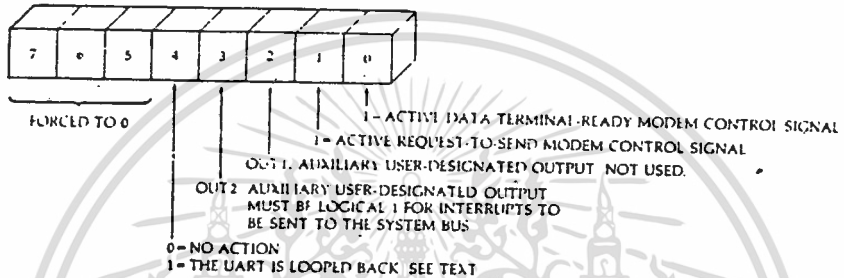 7 6 5 4 3 2 1 0
FORCED TO 0
1 = ACTIVE DATA TERMINAL-READY MODEM CONTROL SIGNAL
1 = ACTIVE REQUEST-TO-SEND MODEM CONTROL SIGNAL
OUT 1. AUXILIARY USER-DESIGNATED OUTPUT NOT USED.
OUT 2 AUXILIARY USER-DESIGNATED OUTPUT
MUST BE LOGICAL 1 FOR INTERRUPTS TO
BE SENT TO THE SYSTEM BUS
0 = NO ACTION
1 = THE UART IS LOOPED BACK SEE TEXT